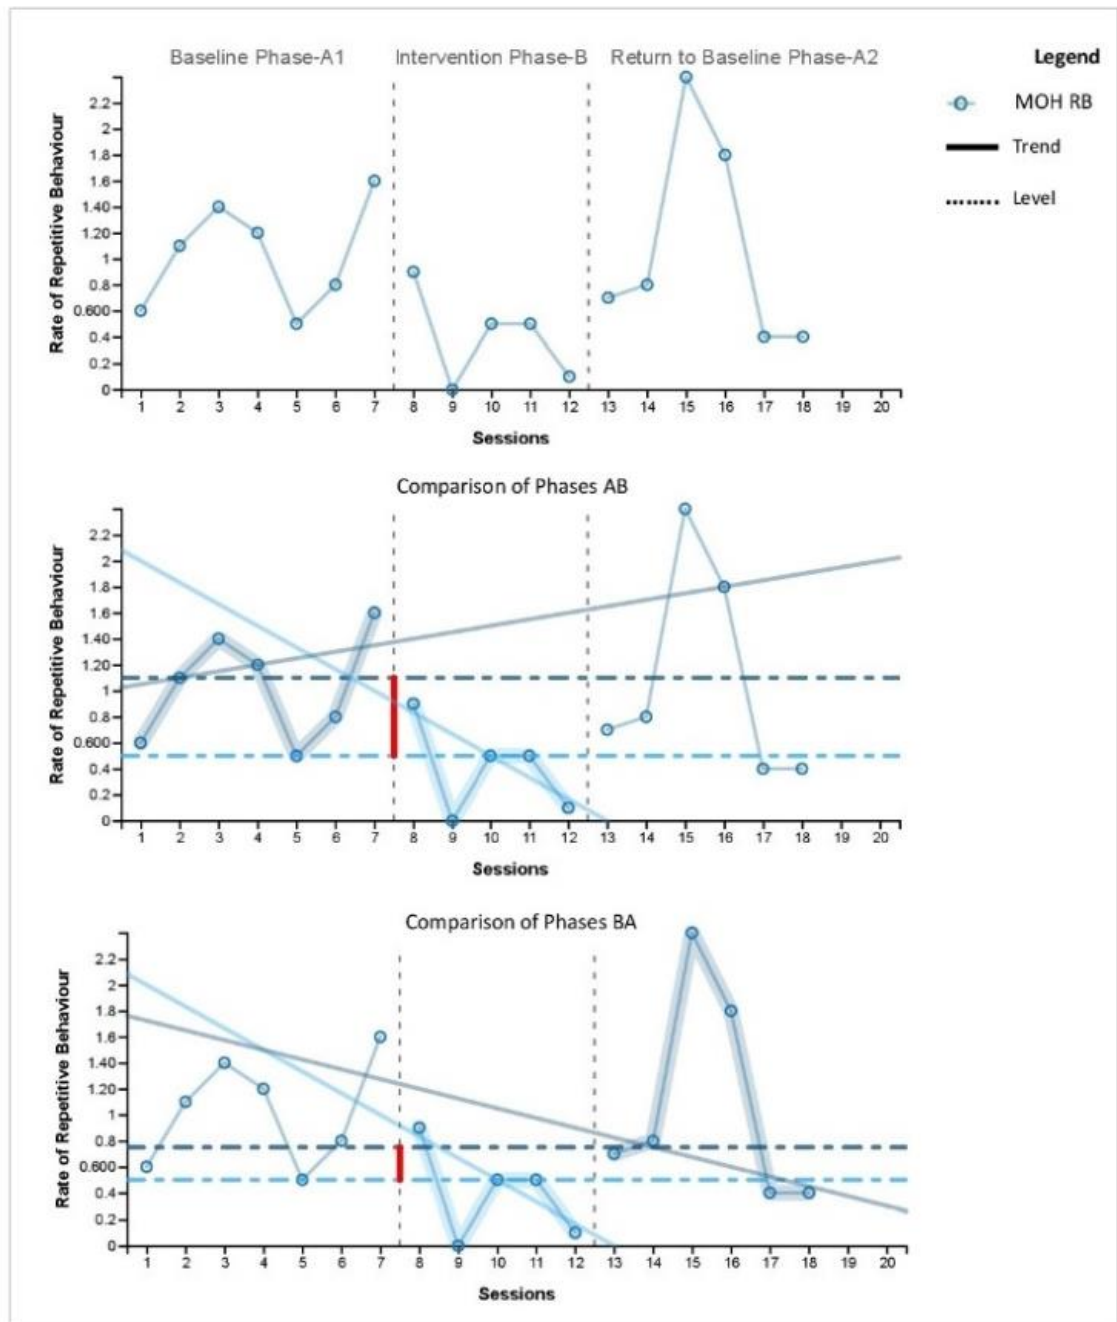 Baseline Phase-A1 Intervention Phase-B Return to Baseline Phase-A2
Legend
MOH RB
Trend
Level
Rate of Repetitive Behaviour
2.2
2
1.8
1.6
1.40
1.20
1
0.8
0.600
0.4
0.2
0
1 2 3 4 5 6 7 8 9 10 11 12 13 14 15 16 17 18 19 20
Sessions
Comparison of Phases AB
Rate of Repetitive Behaviour
2.2
2
1.8
1.6
1.40
1.20
1
0.8
0.600
0.4
0.2
0
1 2 3 4 5 6 7 8 9 10 11 12 13 14 15 16 17 18 19 20
Sessions
Comparison of Phases BA
Rate of Repetitive Behaviour
2.2
2
1.8
1.6
1.40
1.20
1
0.8
0.600
0.4
0.2
0
1 2 3 4 5 6 7 8 9 10 11 12 13 14 15 16 17 18 19 20
Sessions